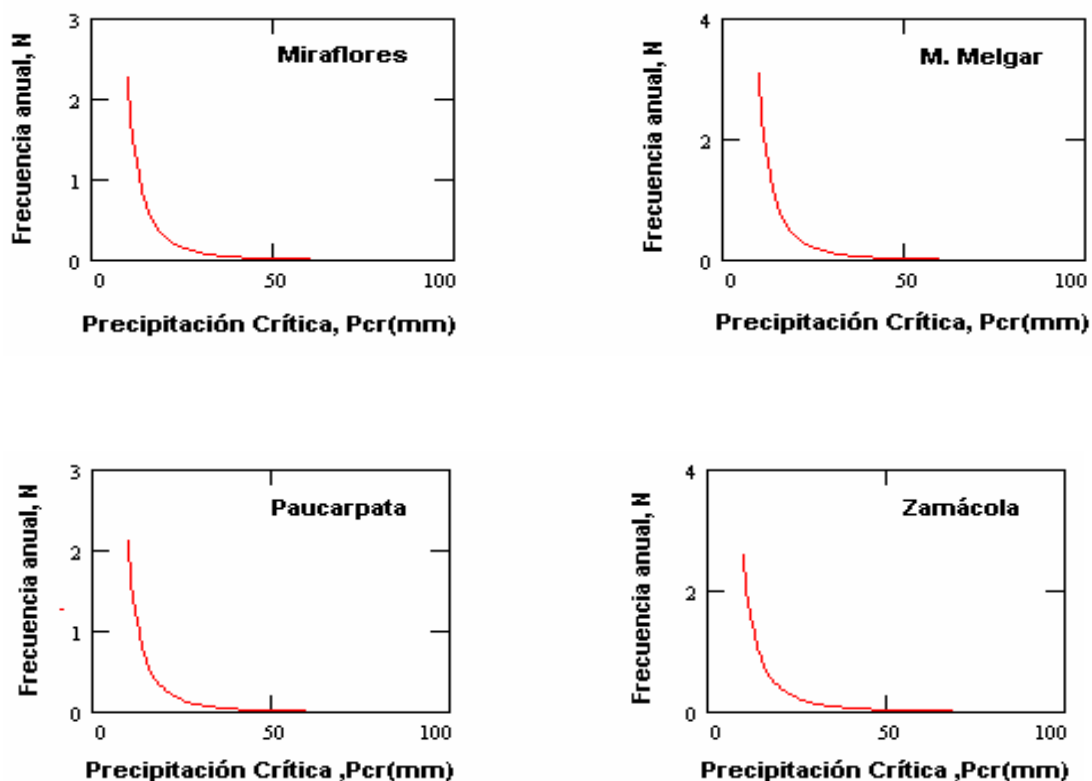 Frecuencia anual, N
3
2
1
0
Miraflores
0 50 100
Precipitación Crítica, Pcr(mm)
Frecuencia anual, N
4
2
0
M. Melgar
0 50 100
Precipitación Crítica, Pcr(mm)
Frecuencia anual, N
3
2
1
0
Paucarpata
0 50 100
Precipitación Crítica ,Pcr(mm)
Frecuencia anual, N
4
2
0
Zamácola
0 50 100
Precipitación Crítica ,Pcr(mm)